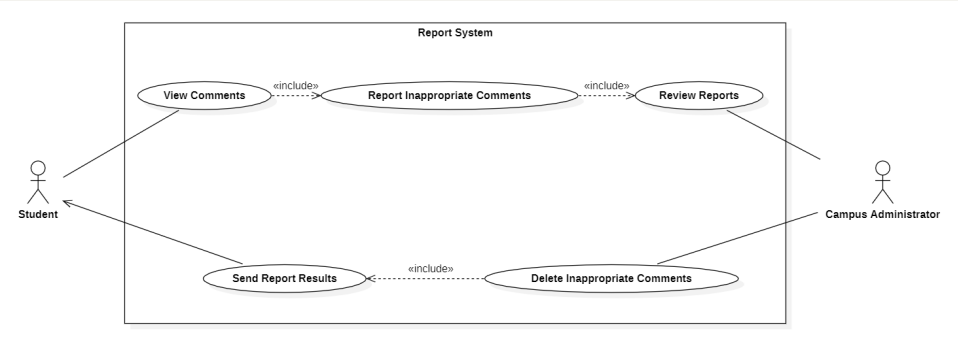 Report System
«include»
«include»
View Comments
Report Inappropriate Comments
Review Reports
Student
Campus Administrator
«include»
Send Report Results
Delete Inappropriate Comments